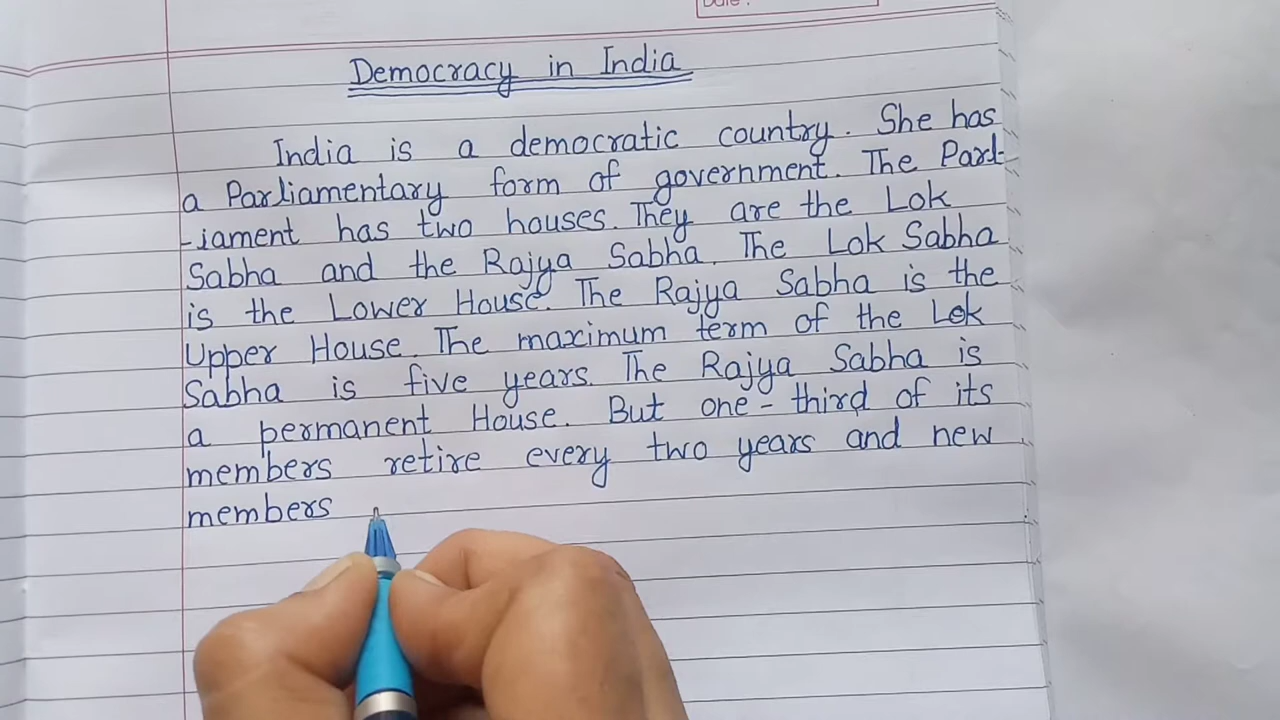 Date :
Democracy in India
India is a democratic country. She has
a Parliamentary form of government. The Parl-
-iament has two houses. They are the Lok
Sabha and the Rajya Sabha. The Lok Sabha
is the Lower House. The Rajya Sabha is the
Upper House. The maximum term of the Lok
Sabha is five years. The Rajya Sabha is
a permanent House. But one-third of its
members retire every two years and new
members